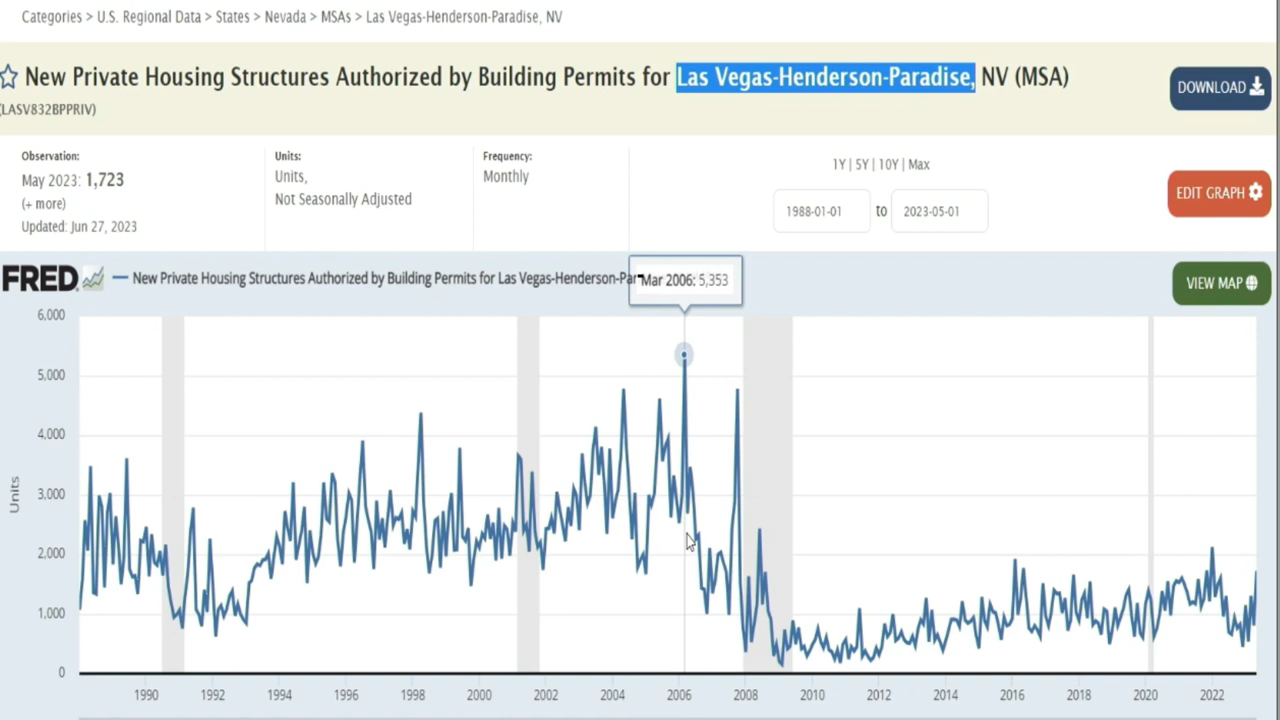 Categories > U.S. Regional Data > States > Nevada > MSAs > Las Vegas-Henderson-Paradise, NV
New Private Housing Structures Authorized by Building Permits for Las Vegas-Henderson-Paradise, NV (MSA)
(LASV832BPPRIV)
DOWNLOAD
Observation:
May 2023: 1,723
(+ more)
Updated: Jun 27, 2023
Units:
Units,
Not Seasonally Adjusted
Frequency:
Monthly
1Y | 5Y | 10Y | Max
1988-01-01 to 2023-05-01
EDIT GRAPH
FRED
New Private Housing Structures Authorized by Building Permits for Las Vegas-Henderson-Par
Mar 2006: 5,353
VIEW MAP
Units
6,000
5,000
4,000
3,000
2,000
1,000
0
1990 1992 1994 1996 1998 2000 2002 2004 2006 2008 2010 2012 2014 2016 2018 2020 2022